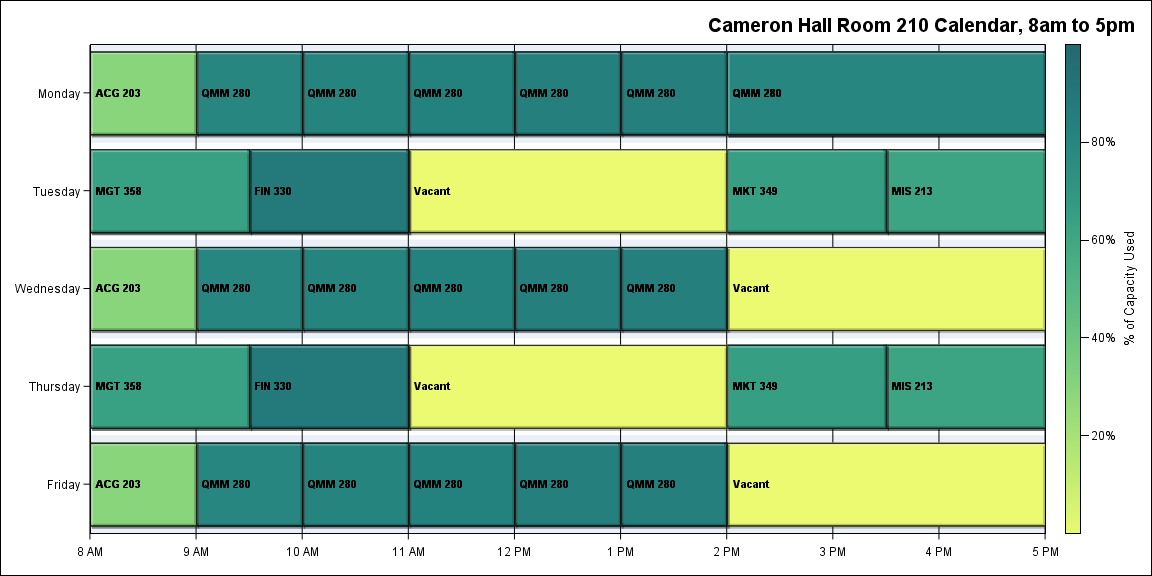 Cameron Hall Room 210 Calendar, 8am to 5pm
Monday
ACG 203
QMM 280
QMM 280
QMM 280
QMM 280
QMM 280
QMM 280
Tuesday
MGT 358
FIN 330
Vacant
MKT 349
MIS 213
Wednesday
ACG 203
QMM 280
QMM 280
QMM 280
QMM 280
QMM 280
Vacant
Thursday
MGT 358
FIN 330
Vacant
MKT 349
MIS 213
Friday
ACG 203
QMM 280
QMM 280
QMM 280
QMM 280
QMM 280
Vacant
8 AM
9 AM
10 AM
11 AM
12 PM
1 PM
2 PM
3 PM
4 PM
5 PM
80%
60%
40%
20%
% of Capacity Used